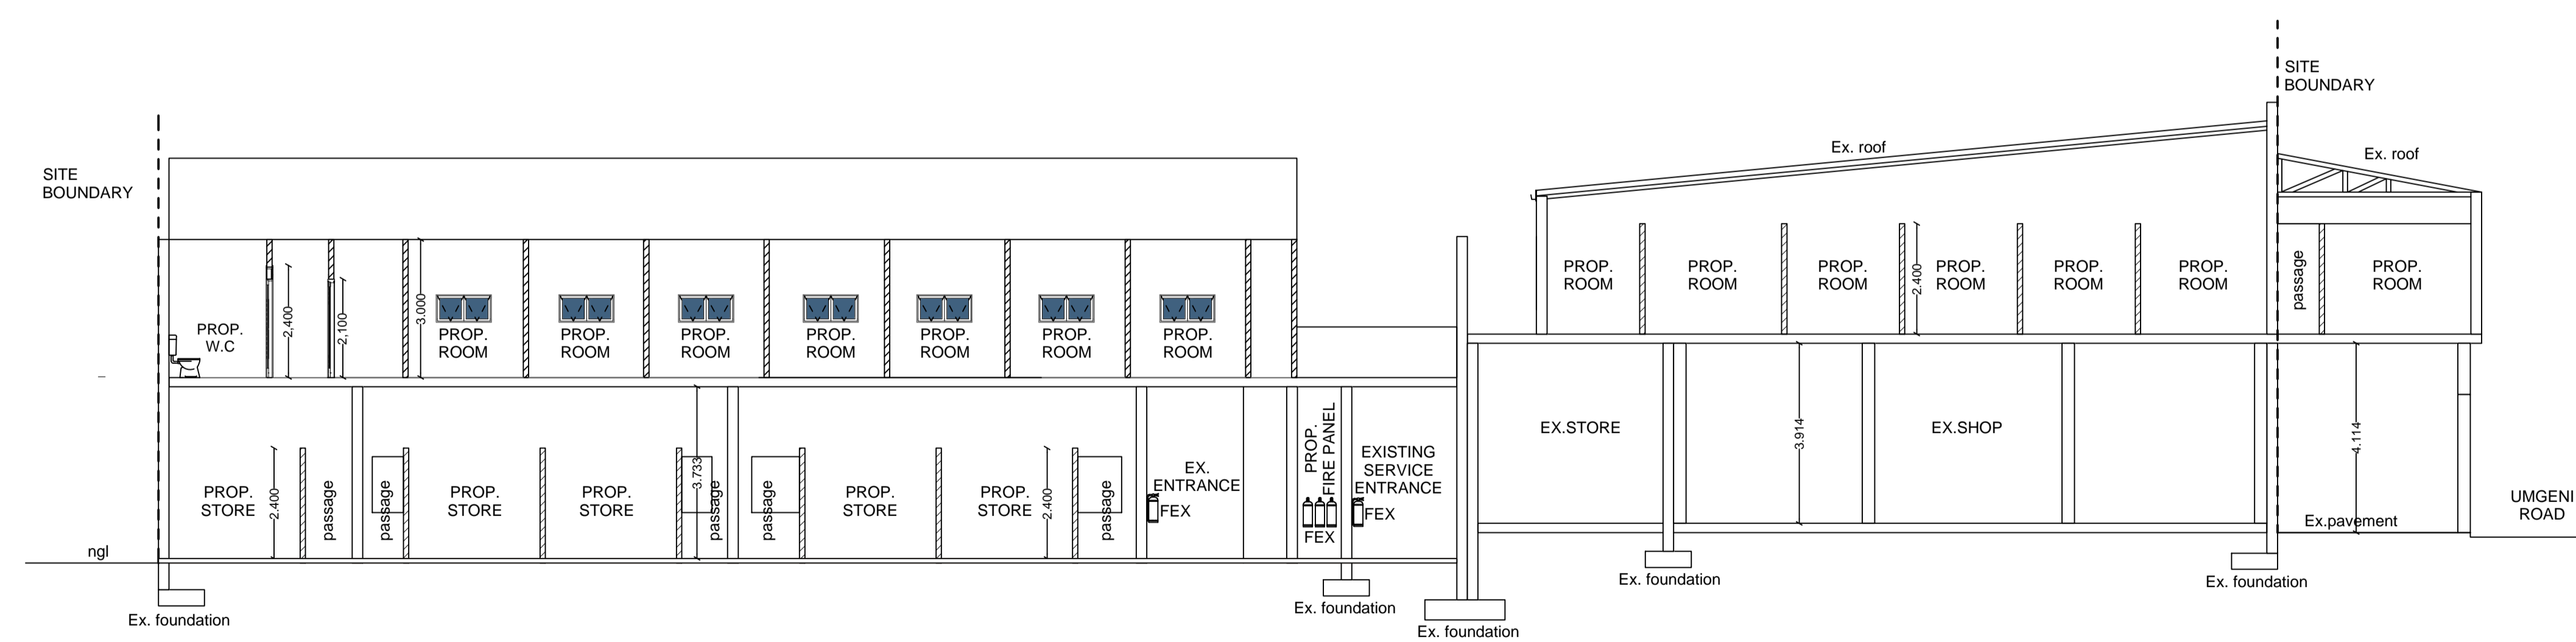 SITE
BOUNDARY
SITE
BOUNDARY
Ex. roof
Ex. roof
PROP.
W.C
2,400
2,100
3.000
PROP.
ROOM
PROP.
ROOM
PROP.
ROOM
PROP.
ROOM
PROP.
ROOM
PROP.
ROOM
PROP.
ROOM
PROP.
ROOM
PROP.
ROOM
PROP.
ROOM
2.400
PROP.
ROOM
PROP.
ROOM
PROP.
ROOM
passage
PROP.
ROOM
ngl
PROP.
STORE
2.400
passage
passage
PROP.
STORE
PROP.
STORE
3.733
passage
passage
PROP.
STORE
PROP.
STORE
2.400
passage
EX.
ENTRANCE
FEX
PROP.
FIRE PANEL
FEX
EXISTING
SERVICE
ENTRANCE
FEX
EX.STORE
3.914
EX.SHOP
4.114
Ex.pavement
UMGENI
ROAD
Ex. foundation
Ex. foundation
Ex. foundation
Ex. foundation
Ex. foundation